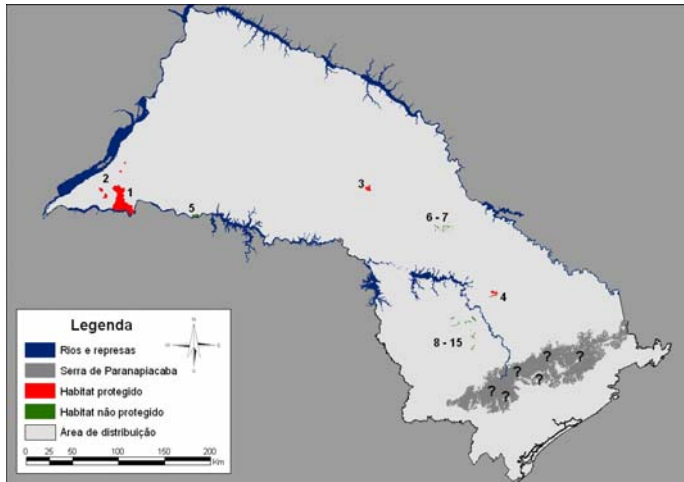 2
1
3
5
6 - 7
4
8 - 15
? ? ? ? ? ?
Legenda
Rios e represas
Serra de Paranapiacaba
Habitat protegido
Habitat não protegido
Área de distribuição
0 25 50 100 150 200
Km